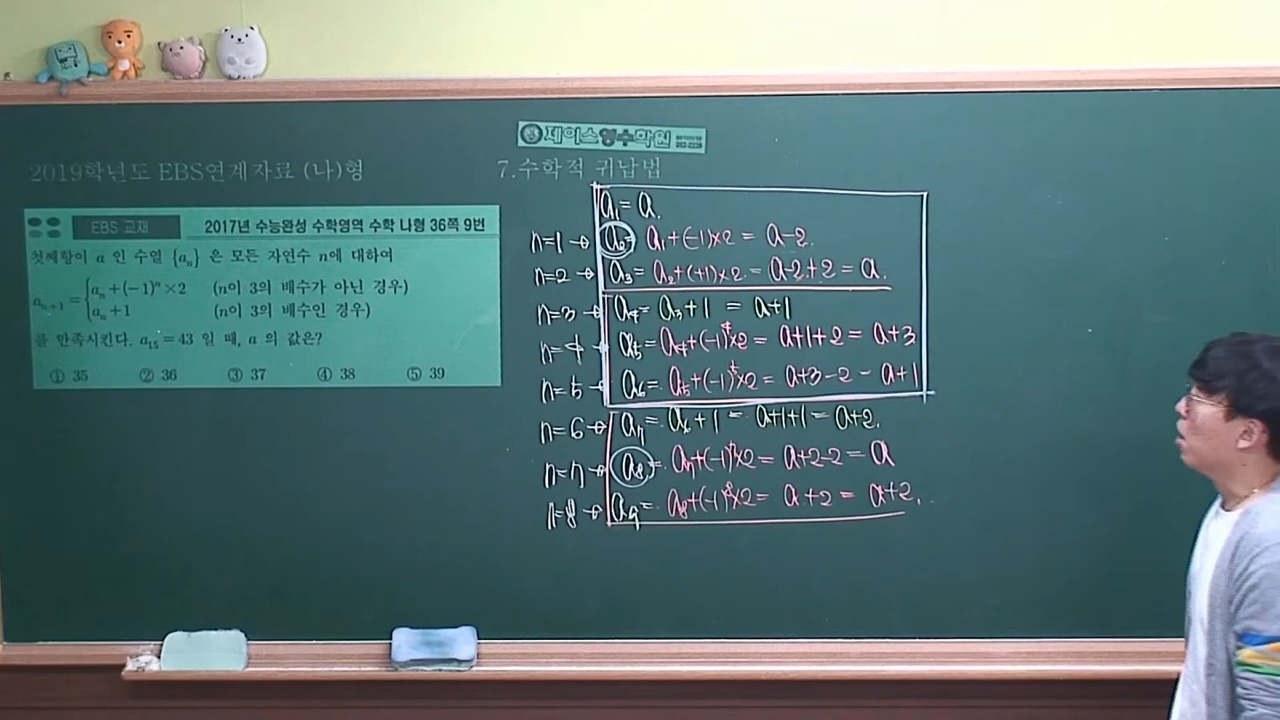 제이스영수학원
2019학년도 EBS연계자료 (나)형
7.수학적 귀납법
EBS 교재 2017년 수능완성 수학영역 수학 나형 36쪽 9번
첫째항이 a 인 수열 {aₙ} 은 모든 자연수 n에 대하여
aₙ₊₁ = { aₙ+(-1)ⁿ×2 (n이 3의 배수가 아닌 경우)
aₙ+1 (n이 3의 배수인 경우)
를 만족시킨다. a₁₅=43 일 때, a 의 값은?
① 35 ② 36 ③ 37 ④ 38 ⑤ 39
a₁ = a.
n=1 → a₂= a₁+(-1)×2 = a-2.
n=2 → a₃= a₂+(+1)×2 = a-2+2 = a.
n=3 → a₄= a₃+1 = a+1
n=4 → a₅= a₄+(-1)⁴×2 = a+1+2 = a+3
n=5 → a₆= a₅+(-1)⁵×2 = a+3-2 - a+1
n=6 → a₇= a₆+1 = a+1+1 = a+2.
n=7 → a₈= a₇+(-1)⁷×2 = a+2-2 = a
n=8 → a₉= a₈+(-1)⁸×2 = a+2 = a+2.